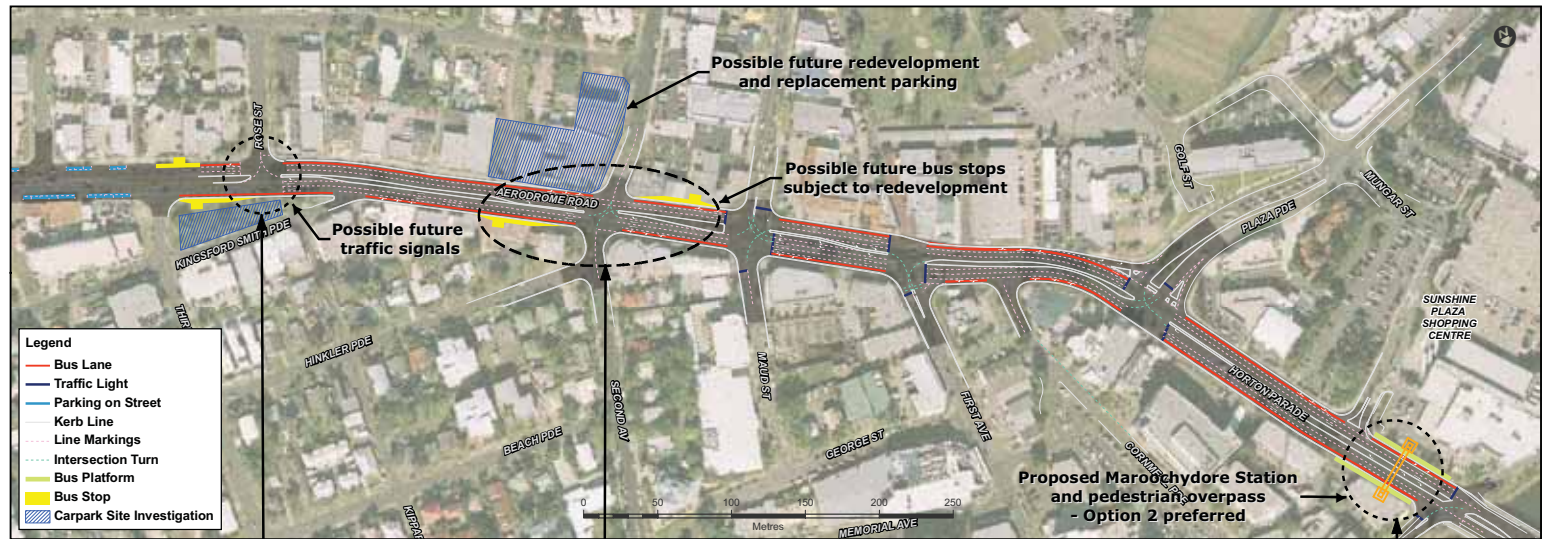 Possible future redevelopment
and replacement parking
N
ROSE ST
Possible future bus stops
subject to redevelopment
GOLF ST
MUNGAR ST
AERODROME ROAD
PLAZA PDE
Possible future
traffic signals
KINGSFORD SMITH PDE
SUNSHINE
PLAZA
SHOPPING
CENTRE
Legend
Bus Lane
Traffic Light
Parking on Street
Kerb Line
Line Markings
Intersection Turn
Bus Platform
Bus Stop
Carpark Site Investigation
HINKLER PDE
SECOND AV
MAUD ST
FIRST AVE
HORTON PARADE
BEACH PDE
GEORGE ST
CORNMEAL PDE
Proposed Maroochydore Station
and pedestrian overpass
- Option 2 preferred
0 50 100 150 200 250
Metres
MEMORIAL AVE